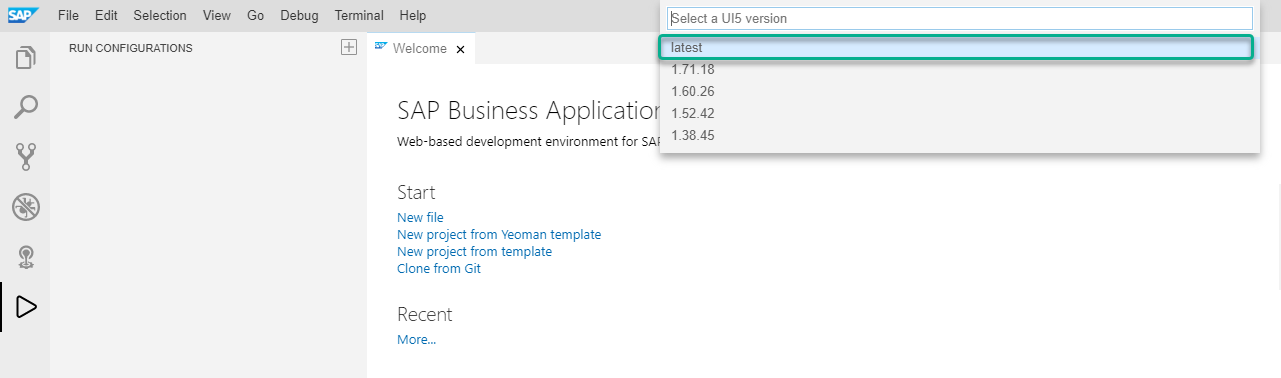 SAP File Edit Selection View Go Debug Terminal Help
Select a UI5 version
latest
1.71.18
1.60.26
1.52.42
1.38.45
RUN CONFIGURATIONS
Welcome
SAP Business Application
Web-based development environment for SAP
Start
New file
New project from Yeoman template
New project from template
Clone from Git
Recent
More...